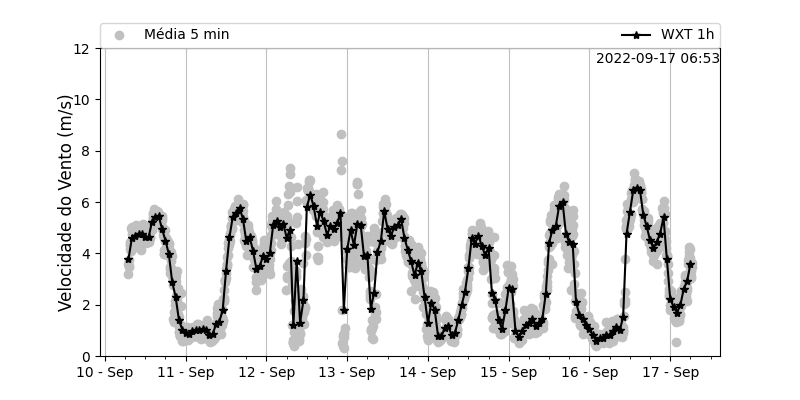 Média 5 min
WXT 1h
2022-09-17 06:53
Velocidade do Vento (m/s)
12
10
8
6
4
2
0
10 - Sep
11 - Sep
12 - Sep
13 - Sep
14 - Sep
15 - Sep
16 - Sep
17 - Sep